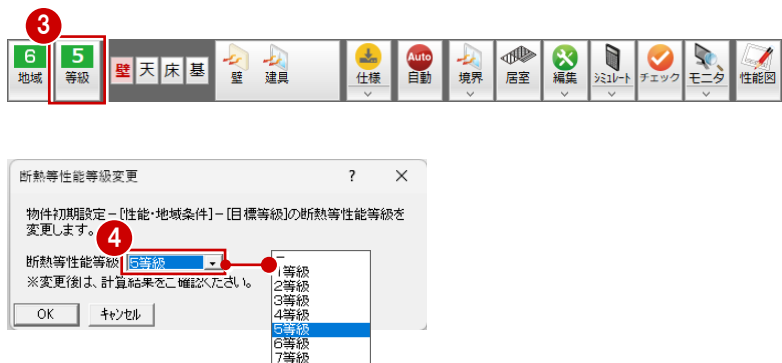 3
6 地域
5 等級
壁 天 床 基
壁
建具
仕様
Auto 自動
境界
居室
編集
シミュレート
チェック
モニタ
性能図
断熱等性能等級変更 ? ×
物件初期設定－[性能・地域条件]－[目標等級]の断熱等性能等級を
変更します。
4
断熱等性能等級 5等級
※変更後は、計算結果をご確認ください。
OK キャンセル
－
1等級
2等級
3等級
4等級
5等級
6等級
7等級